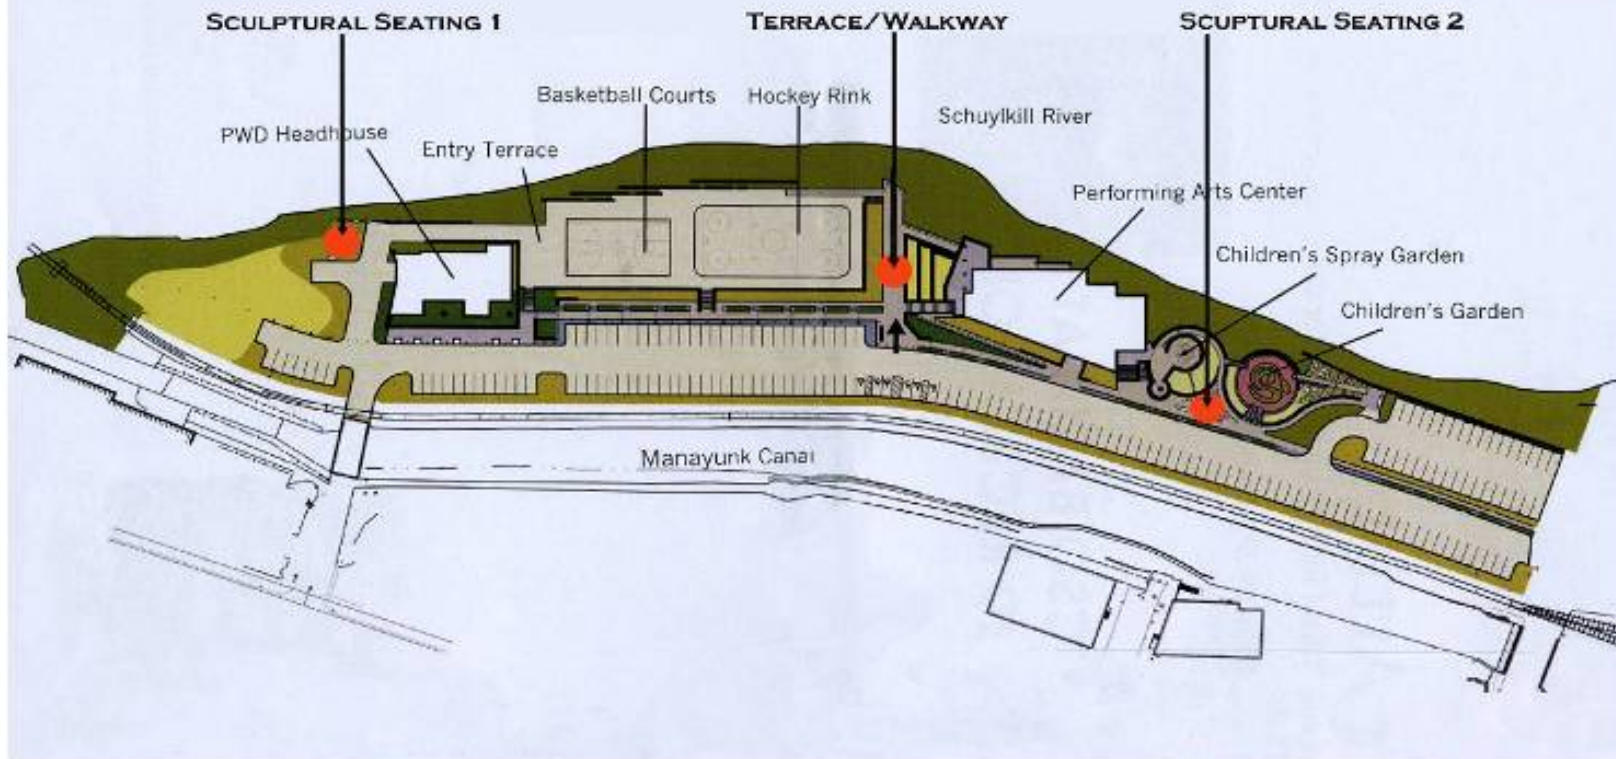 SCULPTURAL SEATING 1
TERRACE/WALKWAY
SCUPTURAL SEATING 2
Basketball Courts
Hockey Rink
Schuylkill River
PWD Headhouse
Entry Terrace
Performing Arts Center
Children's Spray Garden
Children's Garden
Manayunk Canal